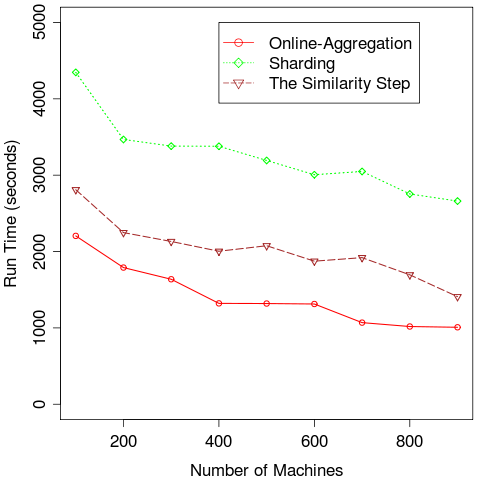 Online-Aggregation
Sharding
The Similarity Step
5000
4000
3000
2000
1000
0
Run Time (seconds)
200 400 600 800
Number of Machines